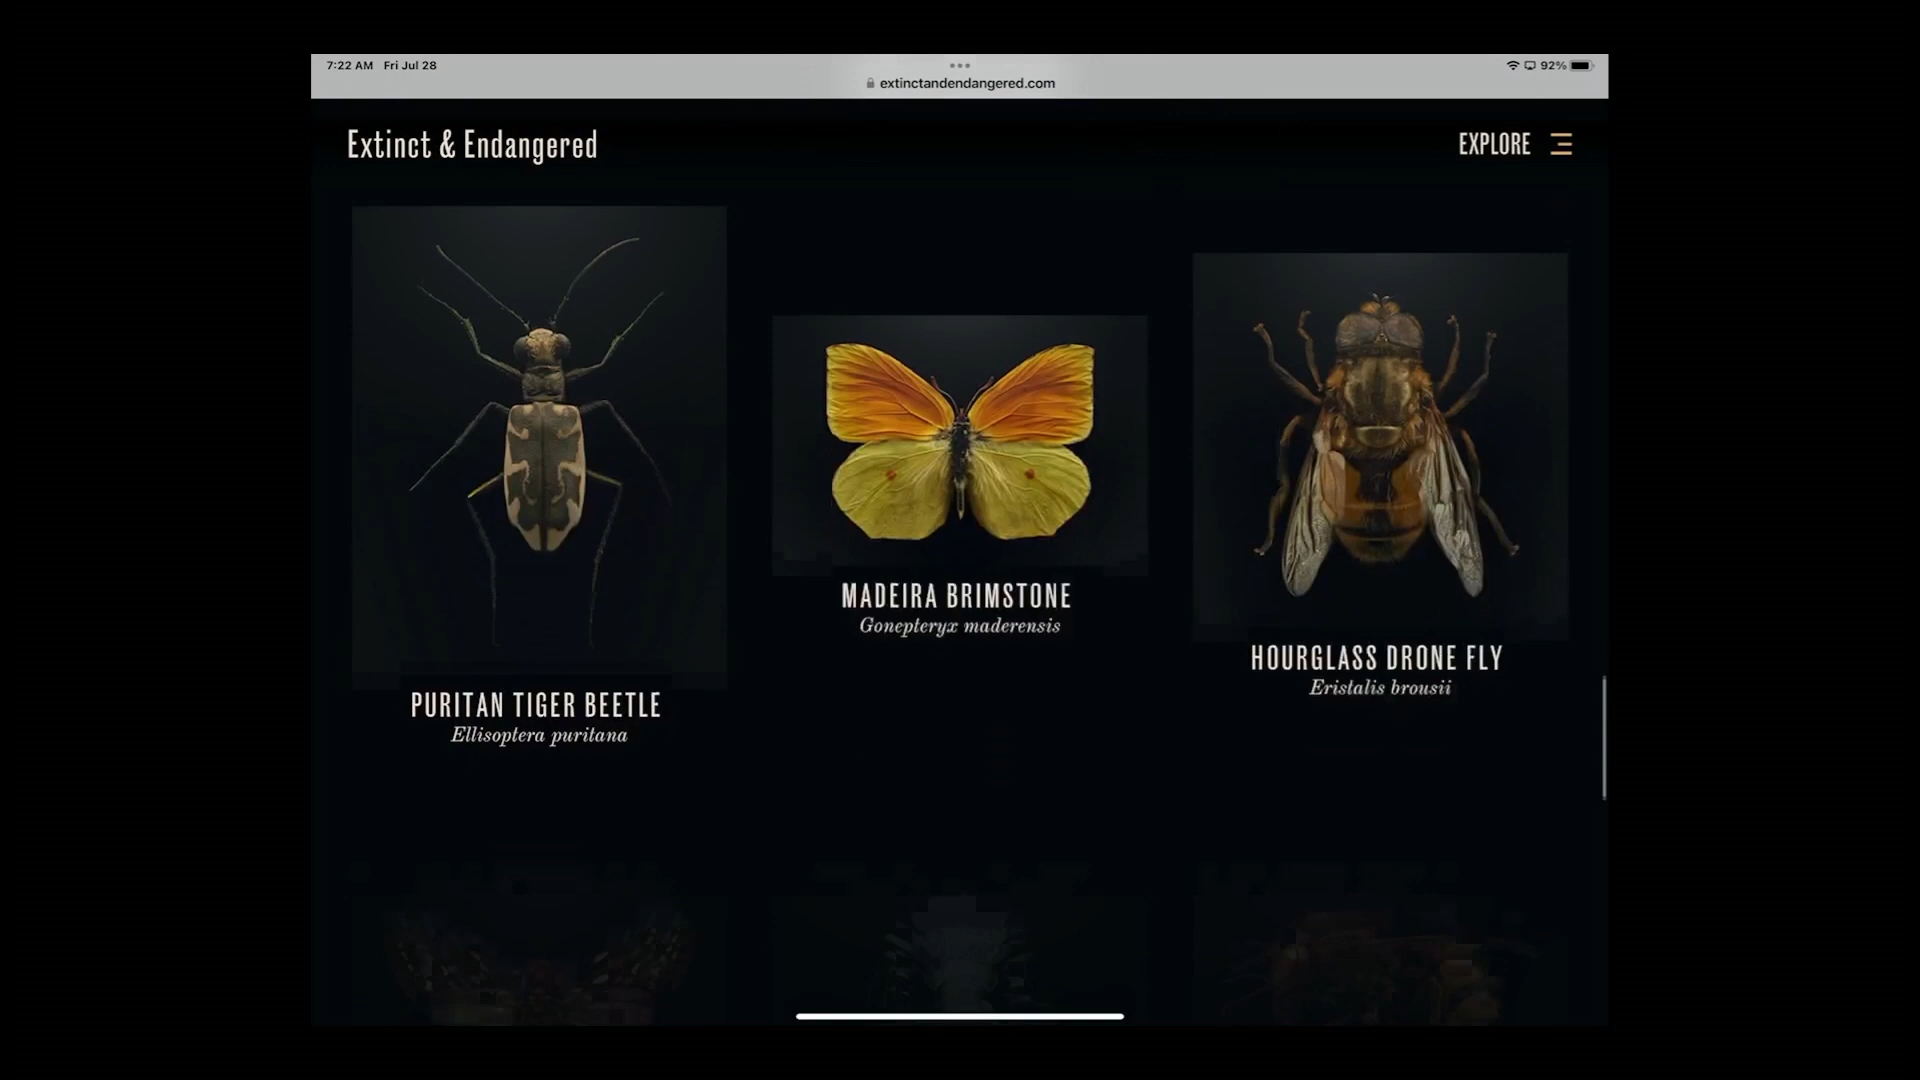 7:22 AM Fri Jul 28
92%
extinctandendangered.com
Extinct & Endangered
EXPLORE
PURITAN TIGER BEETLE
Ellisoptera puritana
MADEIRA BRIMSTONE
Gonepteryx maderensis
HOURGLASS DRONE FLY
Eristalis brousii